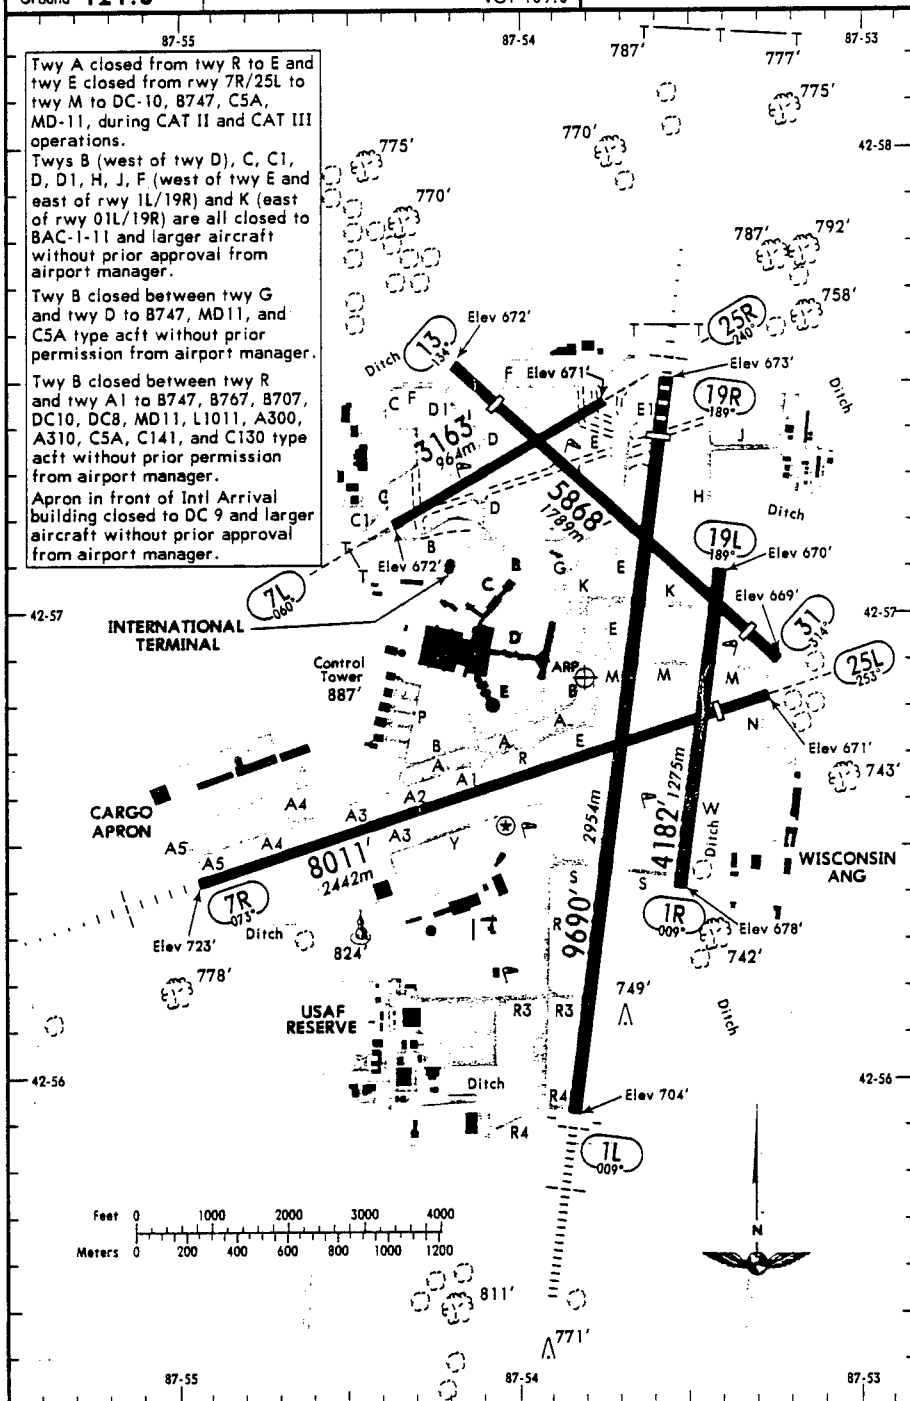 Ground 121.8
VOT 109.0
87-55
87-54
87-53
787'
777'
Twy A closed from twy R to E and
twy E closed from rwy 7R/25L to
twy M to DC-10, B747, C5A,
MD-11, during CAT II and CAT III
operations.
Twys B (west of twy D), C, C1,
D, D1, H, J, F (west of twy E and
east of rwy 1L/19R) and K (east
of rwy 01L/19R) are all closed to
BAC-1-11 and larger aircraft
without prior approval from
airport manager.
Twy B closed between twy G
and twy D to B747, MD11, and
C5A type acft without prior
permission from airport manager.
Twy B closed between twy R
and twy A1 to B747, B767, B707,
DC10, DC8, MD11, L1011, A300,
A310, C5A, C141, and C130 type
acft without prior permission
from airport manager.
Apron in front of Intl Arrival
building closed to DC 9 and larger
aircraft without prior approval
from airport manager.
775'
770'
775'
42-58
42-58
770'
787'
792'
758'
Elev 672'
Ditch
13
134°
25R
240°
Elev 673'
F
Elev 671'
19R
189°
Ditch
C
F
D1
E1
3163'
964m
D
E
J
5868'
1789m
H
C
C1
D
Ditch
B
T
T
Elev 672'
19L
189°
Elev 670'
7L
060°
C
B
G
K
E
K
Elev 669'
42-57
42-57
INTERNATIONAL
TERMINAL
D
E
31
314°
Control
Tower
887'
ARP
B
M
M
M
25L
253°
E
P
A
N
B
A
A
R
E
Elev 671'
A1
743'
A2
A4
A3
CARGO
APRON
A5
A4
A3
Y
2954m
1275m
4182'
W
Ditch
WISCONSIN
ANG
A5
8011'
2442m
S
S
7R
073°
9690'
1R
009°
Elev 723'
Ditch
824'
R
Elev 678'
742'
778'
749'
Ditch
USAF
RESERVE
R3
R3
42-56
42-56
Ditch
R4
Elev 704'
R4
1L
009°
Feet 0 1000 2000 3000 4000
Meters 0 200 400 600 800 1000 1200
N
811'
771'
87-55
87-54
87-53